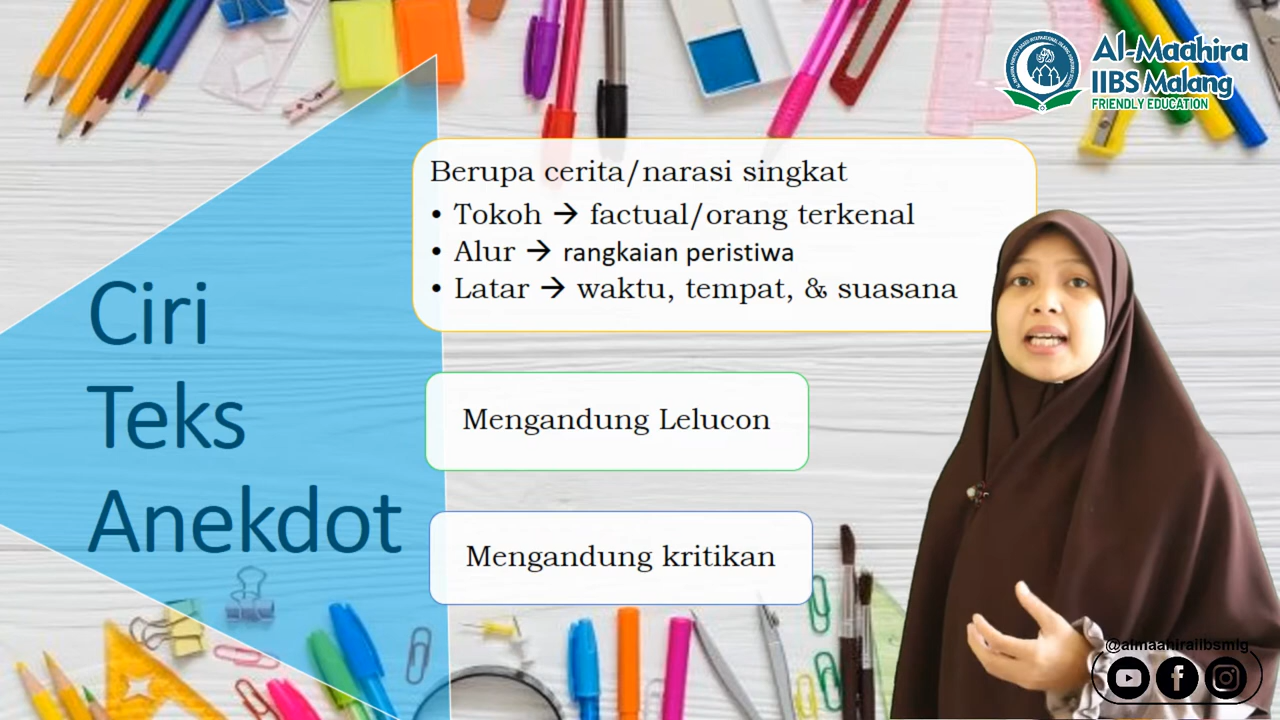 Al-Maahira
IIBS Malang
FRIENDLY EDUCATION
Ciri
Teks
Anekdot
Berupa cerita/narasi singkat
• Tokoh → factual/orang terkenal
• Alur → rangkaian peristiwa
• Latar → waktu, tempat, & suasana
Mengandung Lelucon
Mengandung kritikan
@almaahiraiibsmlg